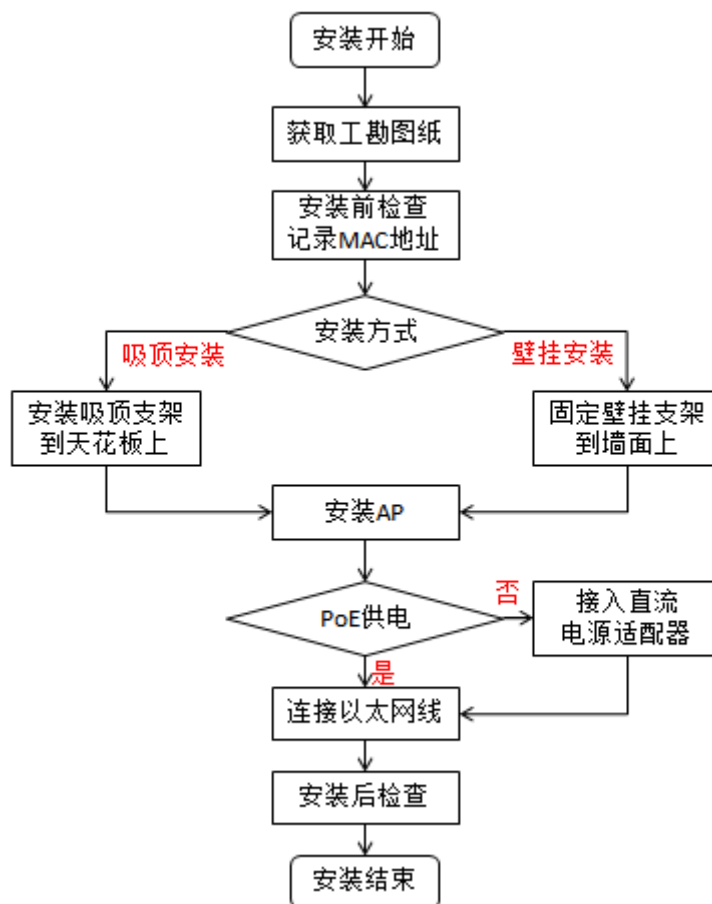 安装开始
获取工勘图纸
安装前检查
记录MAC地址
安装方式
吸顶安装
壁挂安装
安装吸顶支架
到天花板上
固定壁挂支架
到墙面上
安装AP
PoE供电
否
接入直流
电源适配器
是
连接以太网线
安装后检查
安装结束